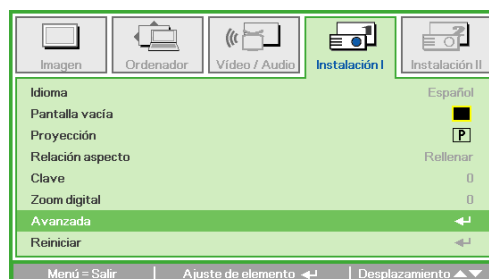 Imagen Ordenador Vídeo / Audio Instalación I Instalación II
Idioma Español
Pantalla vacía
Proyección P
Relación aspecto Rellenar
Clave 0
Zoom digital 0
Avanzada
Reiniciar
Menú = Salir | Ajuste de elemento | Desplazamiento